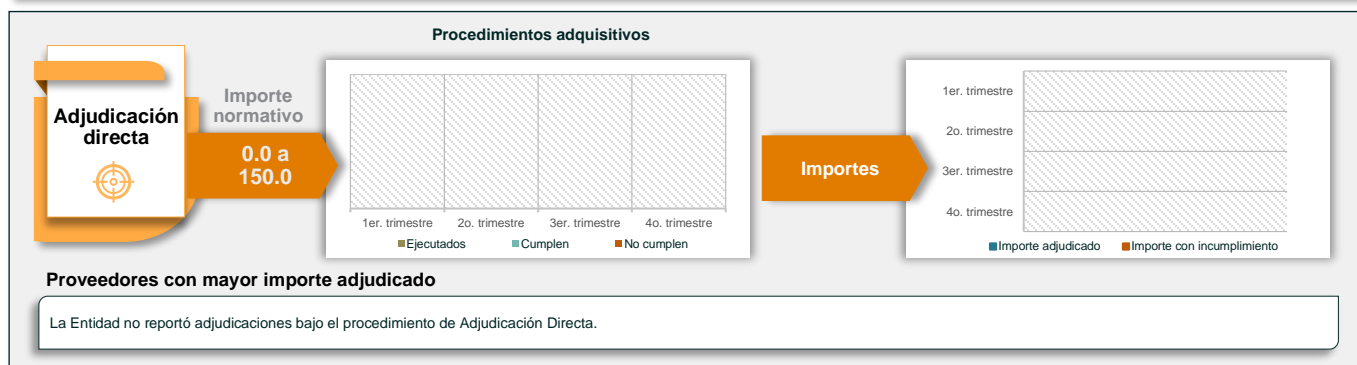 Procedimientos adquisitivos
Adjudicación
directa
Importe
normativo
0.0 a
150.0
1er. trimestre 2o. trimestre 3er. trimestre 4o. trimestre
Ejecutados Cumplen No cumplen
Importes
1er. trimestre
2o. trimestre
3er. trimestre
4o. trimestre
Importe adjudicado Importe con incumplimiento
Proveedores con mayor importe adjudicado
La Entidad no reportó adjudicaciones bajo el procedimiento de Adjudicación Directa.